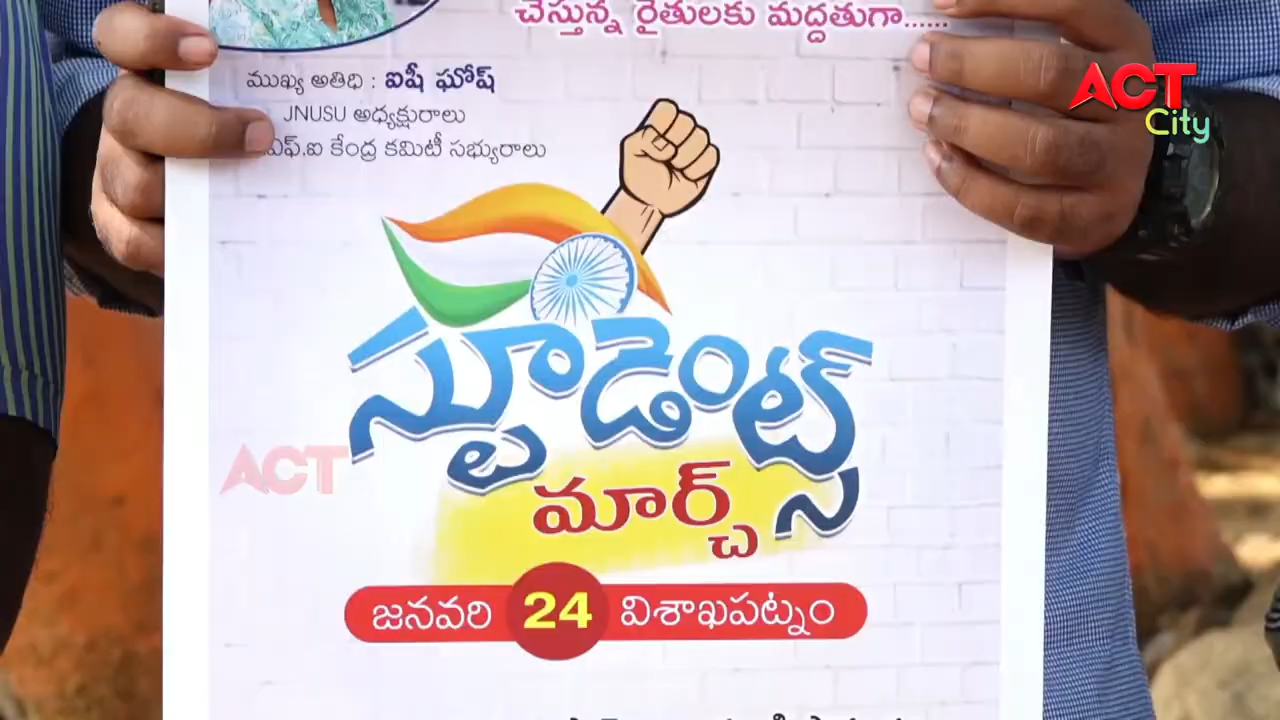 చేస్తున్న రైతులకు మద్దతుగా......
ముఖ్య అతిథి : ఐషీ ఘోష్
JNUSU అధ్యక్షురాలు
కేంద్ర కమిటీ సభ్యురాలు
స్టూడెంట్స్
మార్చ్
జనవరి 24 విశాఖపట్నం
ACT
City
ACT